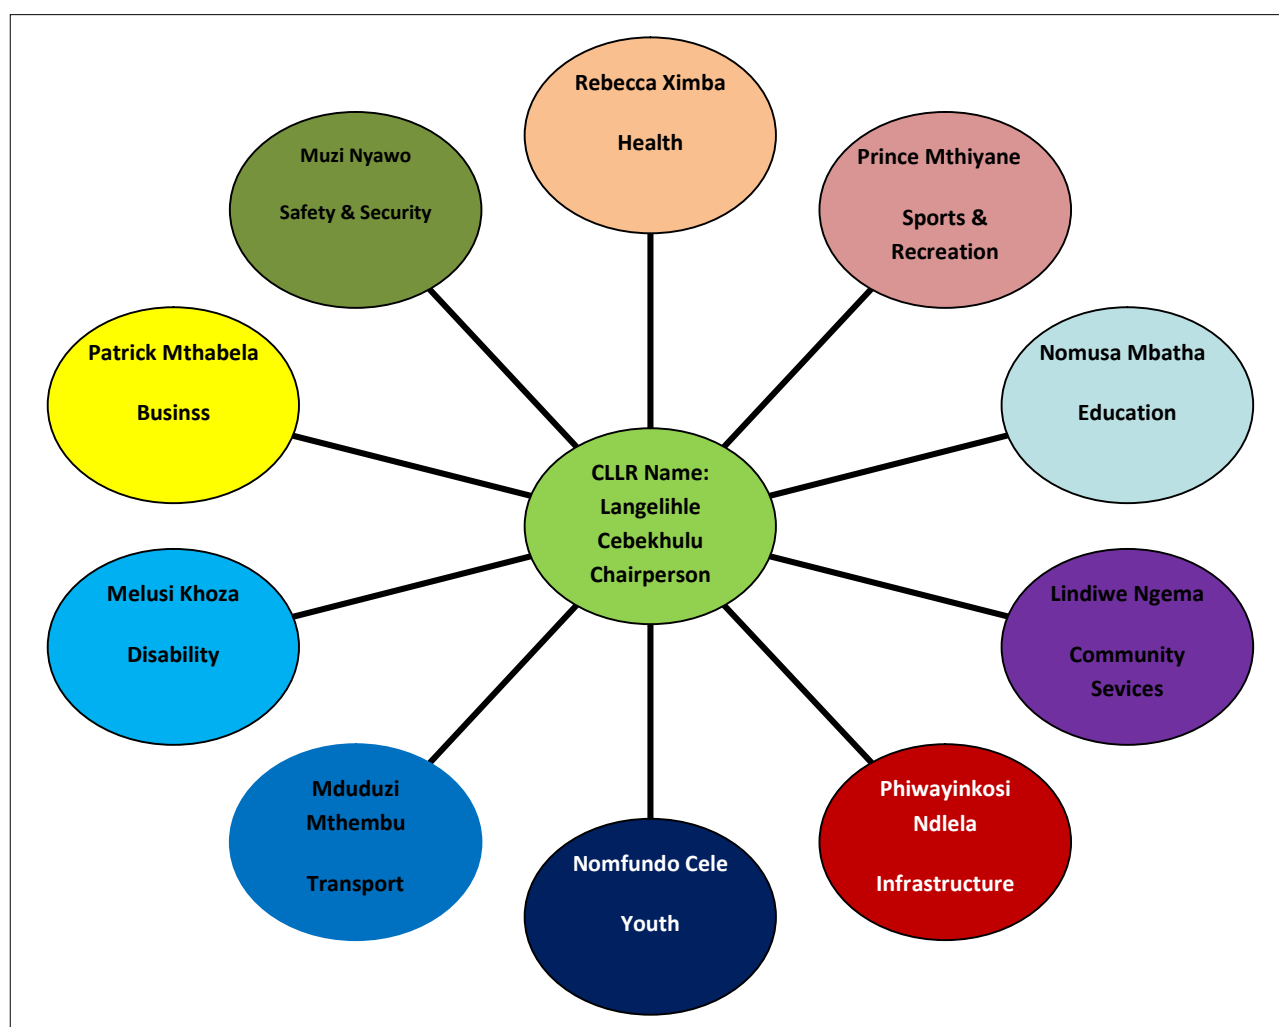 Rebecca Ximba
Health
Prince Mthiyane
Sports &
Recreation
Nomusa Mbatha
Education
Lindiwe Ngema
Community
Sevices
Phiwayinkosi
Ndlela
Infrastructure
Nomfundo Cele
Youth
Mduduzi
Mthembu
Transport
Melusi Khoza
Disability
Patrick Mthabela
Businss
Muzi Nyawo
Safety & Security
CLLR Name:
Langelihle
Cebekhulu
Chairperson